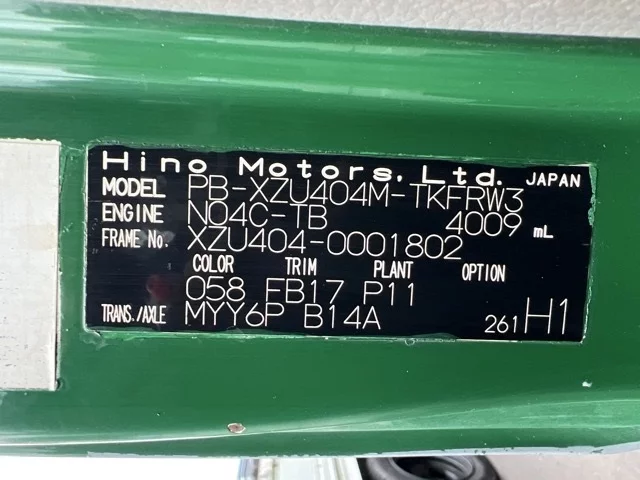 Hino Motors, Ltd. JAPAN
MODEL PB-XZU404M-TKFRW3
ENGINE N04C-TB 4009 mL
FRAME No. XZU404-0001802
COLOR TRIM PLANT OPTION
058 FB17 P11
TRANS./AXLE MYY6P B14A 261 H1